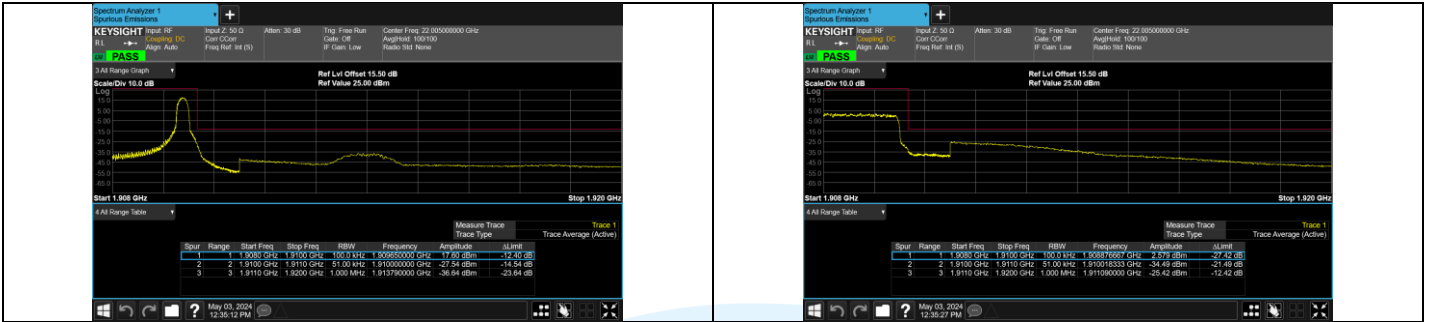 Spectrum Analyzer 1
Spurious Emissions
+
KEYSIGHT Input: RF Input Z: 50 Ω Atten: 30 dB Trig: Free Run Center Freq: 22.005000000 GHz
R L Coupling: DC Corr CCorr Gate: Off Avg|Hold: 100/100
Align: Auto Freq Ref: Int (S) IF Gain: Low Radio Std: None
PASS
3 All Range Graph
Ref Lvl Offset 15.50 dB
Scale/Div 10.0 dB Ref Value 25.00 dBm
Log
15.0
5.00
-5.00
-15.0
-25.0
-35.0
-45.0
-55.0
-65.0
Start 1.908 GHz Stop 1.920 GHz
4 All Range Table
Measure Trace Trace 1
Trace Type Trace Average (Active)
Spur Range Start Freq Stop Freq RBW Frequency Amplitude ΔLimit
1 1 1.9080 GHz 1.9100 GHz 100.0 kHz 1.909650000 GHz 17.60 dBm -12.40 dB
2 2 1.9100 GHz 1.9110 GHz 51.00 kHz 1.910000000 GHz -27.54 dBm -14.54 dB
3 3 1.9110 GHz 1.9200 GHz 1.000 MHz 1.913790000 GHz -36.64 dBm -23.64 dB
?
May 03, 2024
12:35:12 PM
Spectrum Analyzer 1
Spurious Emissions
+
KEYSIGHT Input: RF Input Z: 50 Ω Atten: 30 dB Trig: Free Run Center Freq: 22.005000000 GHz
R L Coupling: DC Corr CCorr Gate: Off Avg|Hold: 100/100
Align: Auto Freq Ref: Int (S) IF Gain: Low Radio Std: None
PASS
3 All Range Graph
Ref Lvl Offset 15.50 dB
Scale/Div 10.0 dB Ref Value 25.00 dBm
Log
15.0
5.00
-5.00
-15.0
-25.0
-35.0
-45.0
-55.0
-65.0
Start 1.908 GHz Stop 1.920 GHz
4 All Range Table
Measure Trace Trace 1
Trace Type Trace Average (Active)
Spur Range Start Freq Stop Freq RBW Frequency Amplitude ΔLimit
1 1 1.9080 GHz 1.9100 GHz 100.0 kHz 1.908876667 GHz 2.579 dBm -27.42 dB
2 2 1.9100 GHz 1.9110 GHz 51.00 kHz 1.910018333 GHz -34.49 dBm -21.49 dB
3 3 1.9110 GHz 1.9200 GHz 1.000 MHz 1.911090000 GHz -25.42 dBm -12.42 dB
?
May 03, 2024
12:35:27 PM